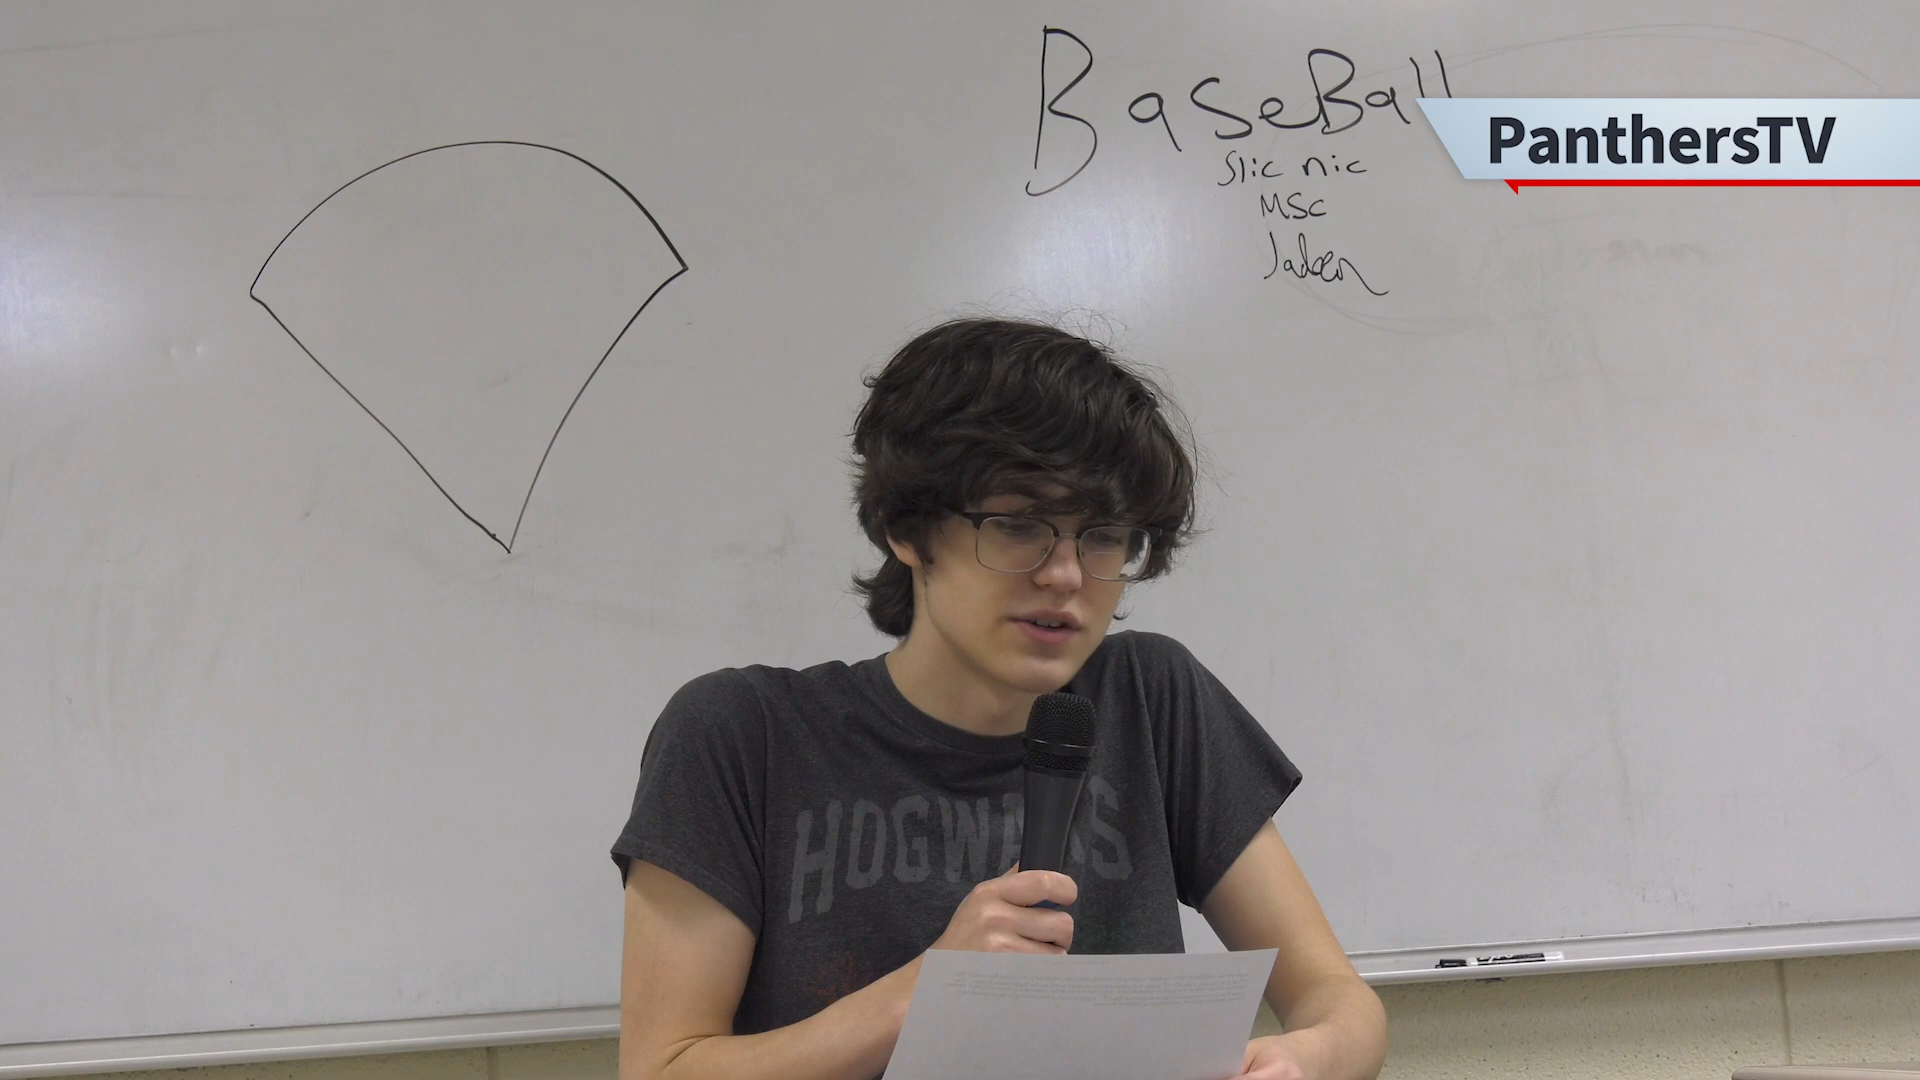 BaseBall
PanthersTV
Slic nic
MSC
Jaden
HOGWA S